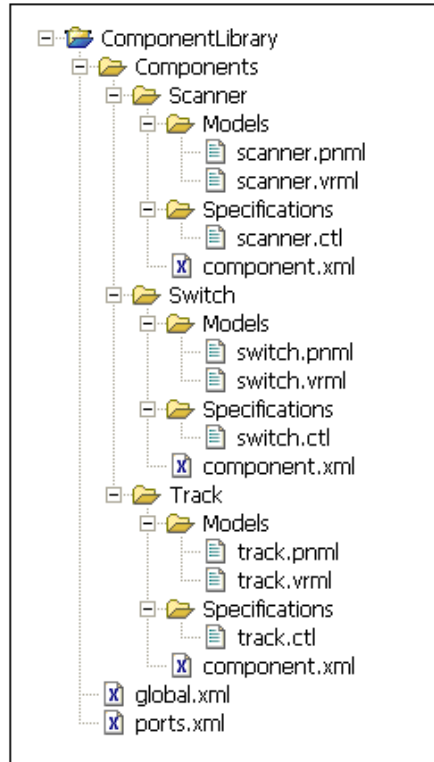 ComponentLibrary
Components
Scanner
Models
scanner.pnml
scanner.vrml
Specifications
scanner.ctl
component.xml
Switch
Models
switch.pnml
switch.vrml
Specifications
switch.ctl
component.xml
Track
Models
track.pnml
track.vrml
Specifications
track.ctl
component.xml
global.xml
ports.xml